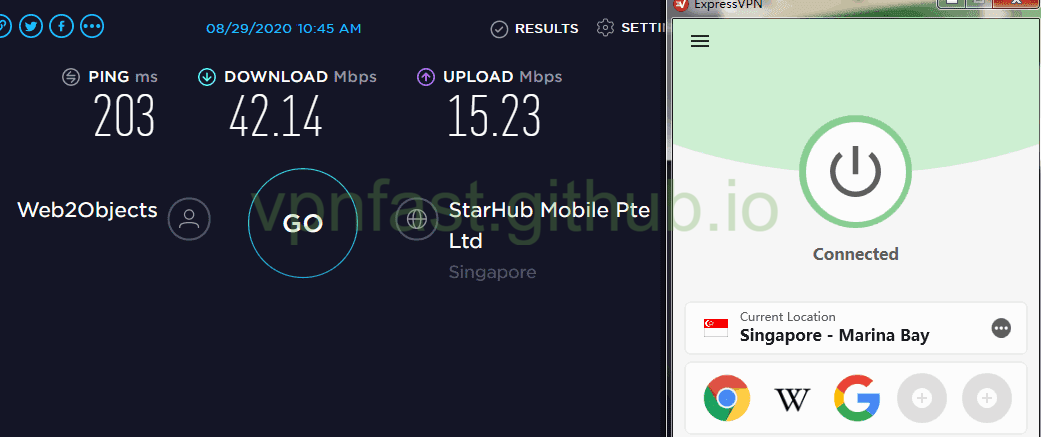 08/29/2020 10:45 AM
RESULTS
SETTI
PING ms
203
DOWNLOAD Mbps
42.14
UPLOAD Mbps
15.23
Web2Objects
GO
StarHub Mobile Pte
Ltd
Singapore
vpnfast.github.io
ExpressVPN
Connected
Current Location
Singapore - Marina Bay
W